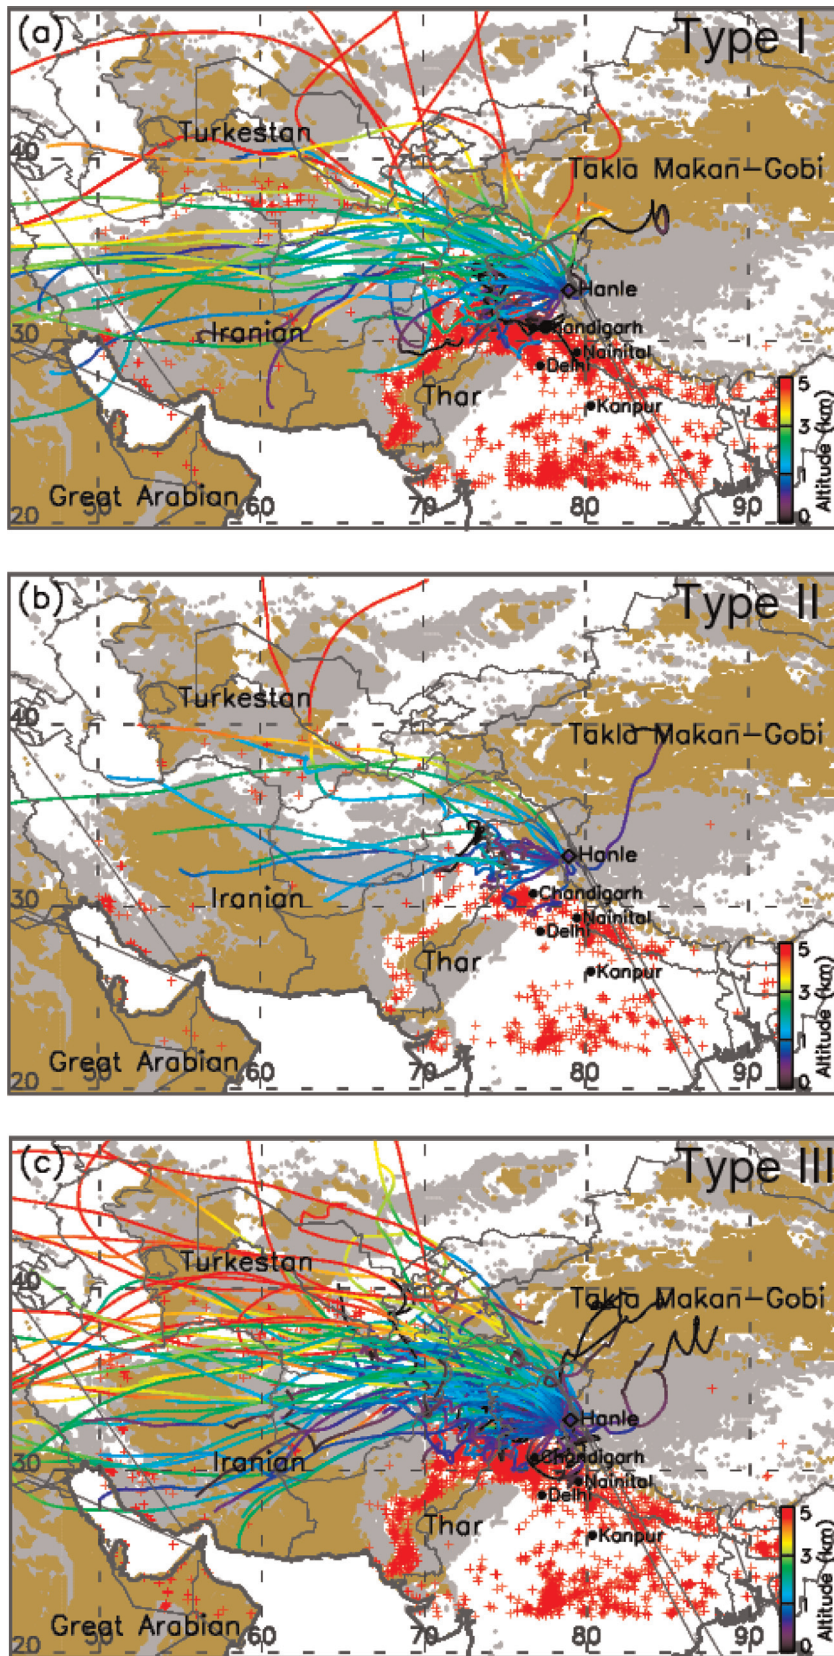 (a)
Type I
Turkestan
40
Takla Makan-Gobi
Hanle
30
Iranian
Chandigarh
Nainital
Delhi
Thar
Kanpur
Great Arabian
20
50
60
70
80
90
5
3
1
0
Altitude (km)
(b)
Type II
Turkestan
40
Takla Makan-Gobi
Hanle
30
Iranian
Chandigarh
Nainital
Delhi
Thar
Kanpur
Great Arabian
20
50
60
70
80
90
5
3
1
0
Altitude (km)
(c)
Type III
Turkestan
40
Takla Makan-Gobi
Hanle
30
Iranian
Chandigarh
Nainital
Delhi
Thar
Kanpur
Great Arabian
20
50
60
70
80
90
5
3
1
0
Altitude (km)